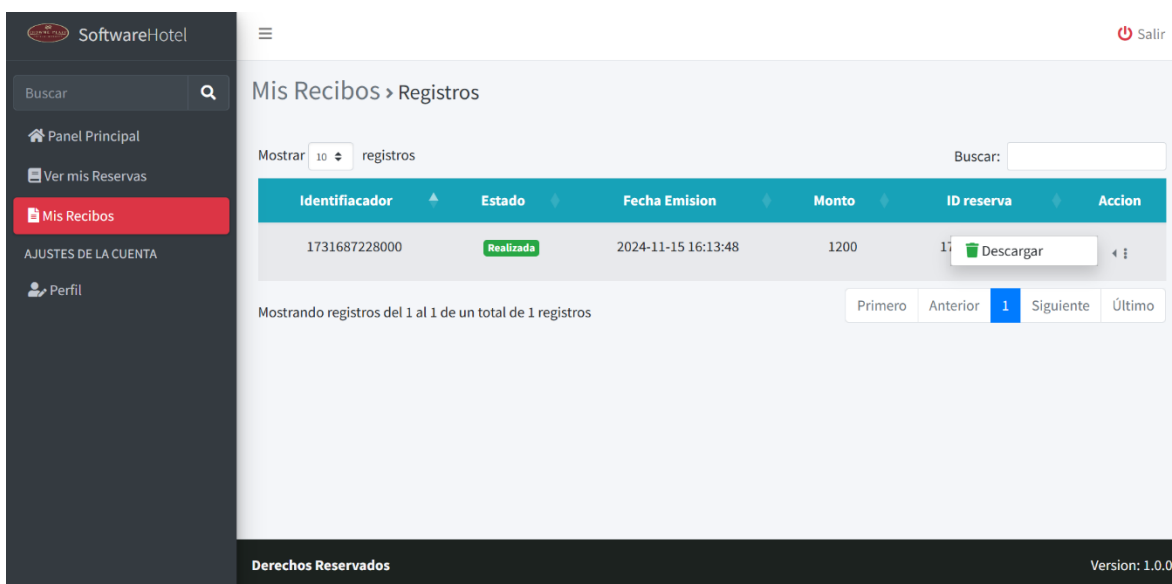 SoftwareHotel
Salir
Buscar
Mis Recibos › Registros
Panel Principal
Mostrar 10 registros
Buscar:
Ver mis Reservas
Identifiacador Estado Fecha Emision Monto ID reserva Accion
Mis Recibos
1731687228000 Realizada 2024-11-15 16:13:48 1200 Descargar
AJUSTES DE LA CUENTA
Perfil
Mostrando registros del 1 al 1 de un total de 1 registros
Primero Anterior 1 Siguiente Último
Derechos Reservados
Version: 1.0.0